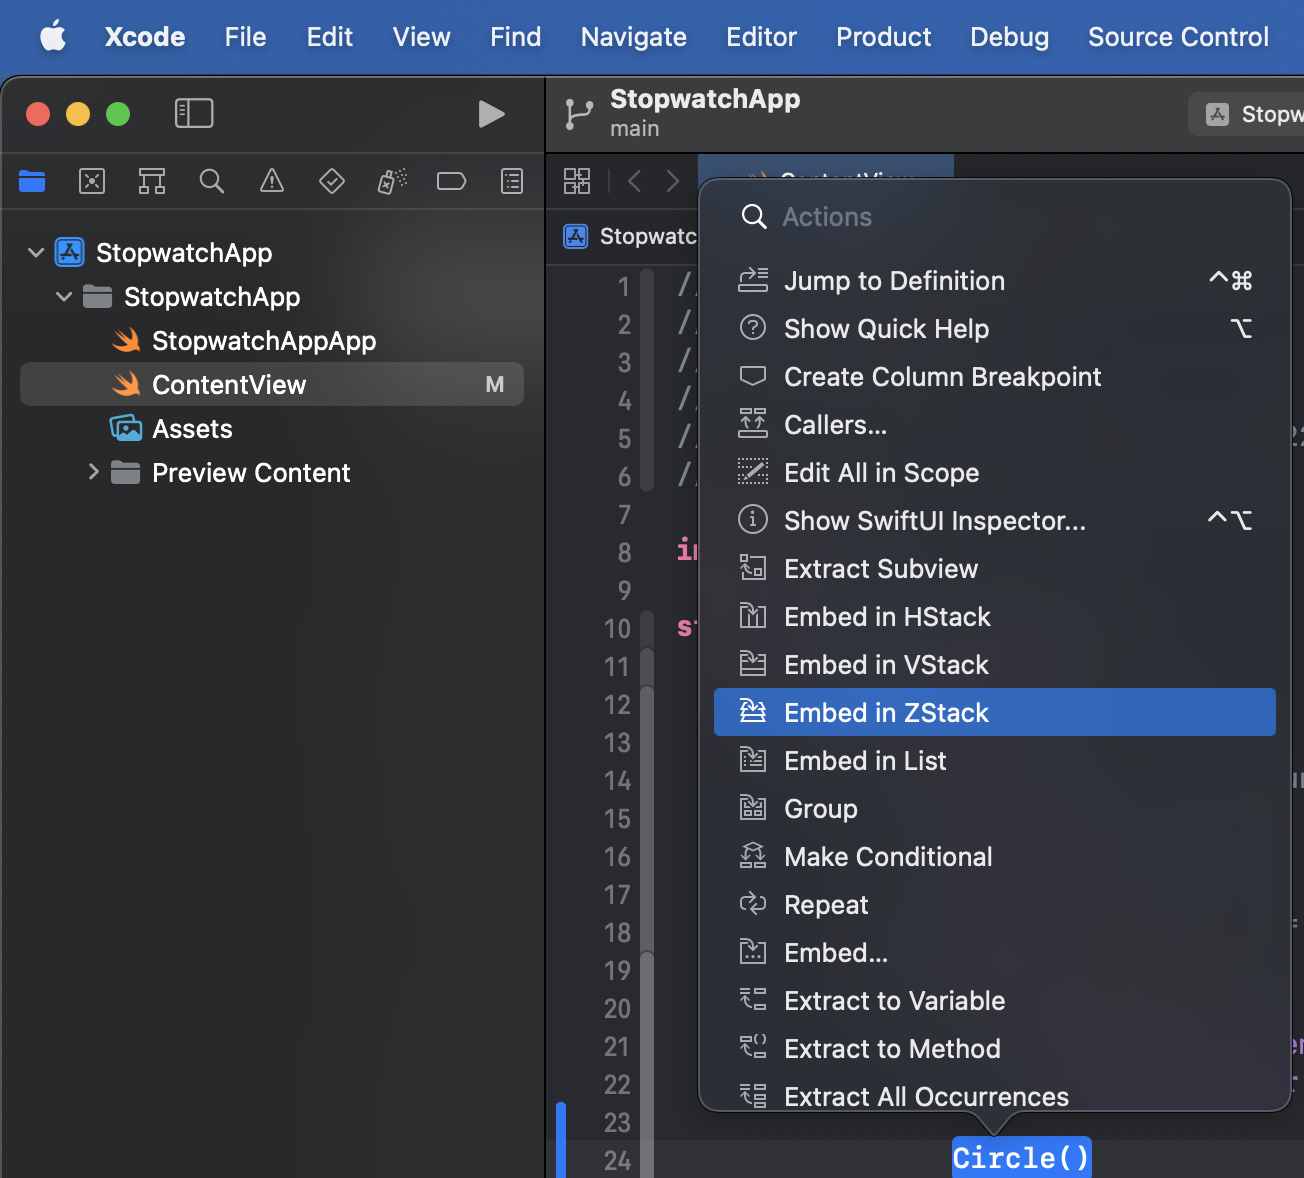 Xcode File Edit View Find Navigate Editor Product Debug Source Control
StopwatchApp
main
StopwatchApp
StopwatchApp
StopwatchAppApp
ContentView M
Assets
Preview Content
Actions
Jump to Definition ^⌘
Show Quick Help ⌥
Create Column Breakpoint
Callers...
Edit All in Scope
Show SwiftUI Inspector... ^⌥
Extract Subview
Embed in HStack
Embed in VStack
Embed in ZStack
Embed in List
Group
Make Conditional
Repeat
Embed...
Extract to Variable
Extract to Method
Extract All Occurrences
1 //
2 //
3 //
4 //
5 //
6 //
7
8
9
10
11
12
13
14
15
16
17
18
19
20
21
22
23
24 Circle()